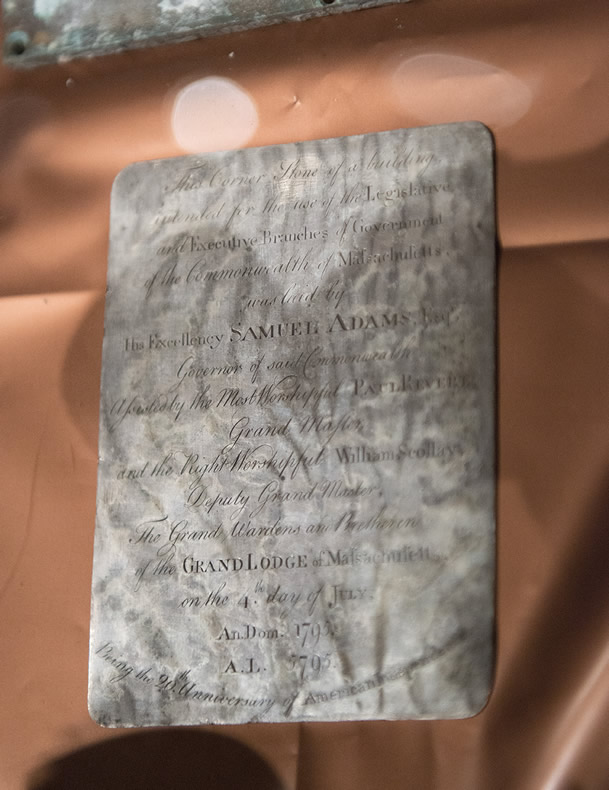 This Corner Stone of a building,
intended for the use of the Legislative
and Executive Branches of Government
of the Commonwealth of Maſsachuſetts.
was laid by
His Excellency SAMUEL ADAMS, Esqr.
Governor of said Commonwealth,
Aſsisted by the Most Worshipful PAUL REVERE,
Grand Maſter,
and the Right Worshipful William Scollay,
Deputy Grand Master,
The Grand Wardens and Brethren
of the GRAND LODGE of Maſsachuſetts,
on the 4th. day of JULY.
An. Dom: 1795.
A.L. 5795.
Being the 20th Anniversary of American Independence